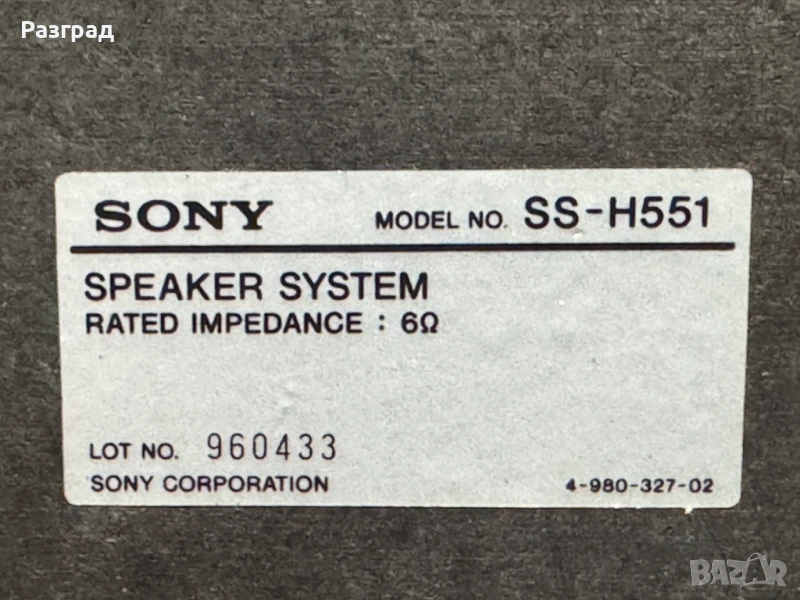 Разград
SONY MODEL NO. SS-H551
SPEAKER SYSTEM
RATED IMPEDANCE : 6Ω
LOT NO. 960433
SONY CORPORATION 4-980-327-02
BAZAR